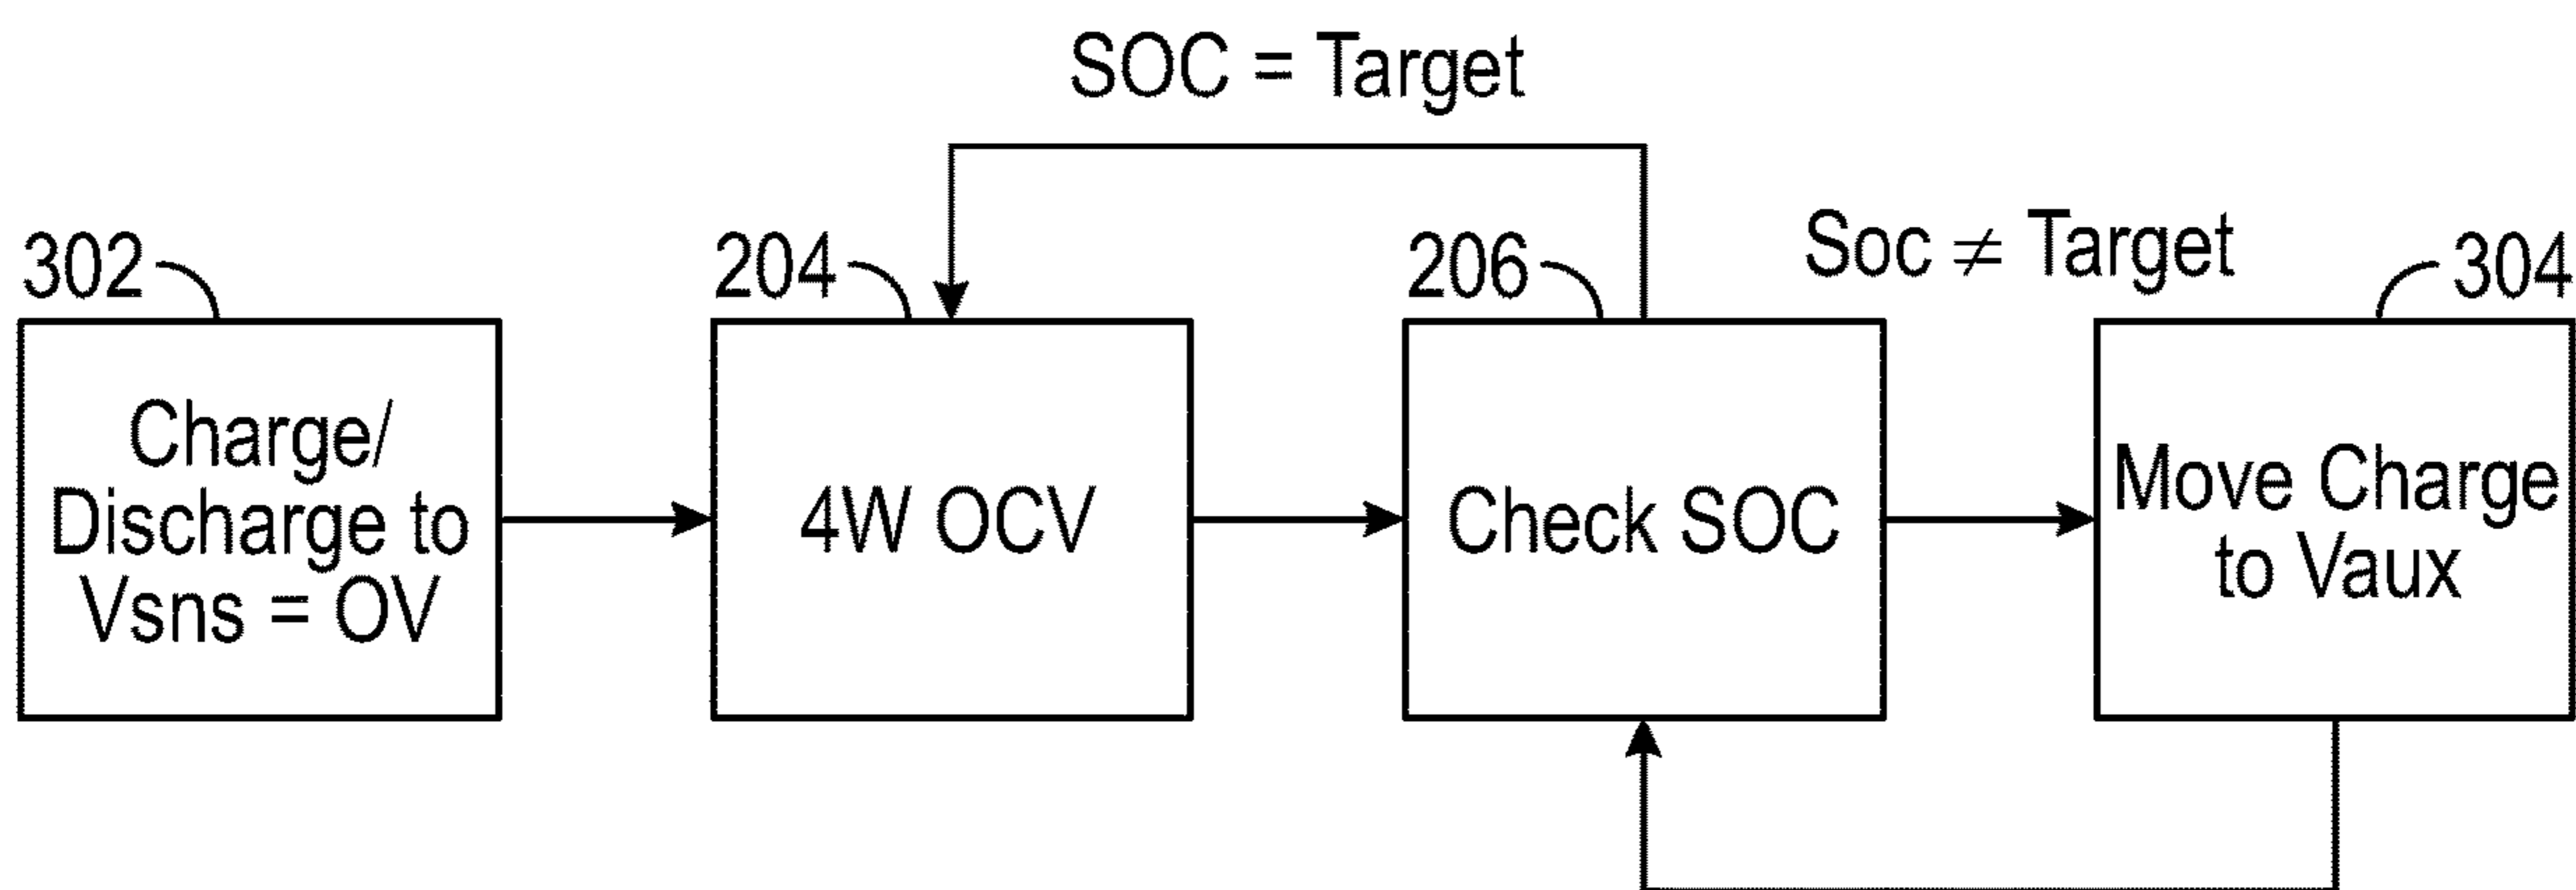 SOC = Target
302
204
206
Soc ≠ Target
304
Charge/
Discharge to
Vsns = OV
4W OCV
Check SOC
Move Charge
to Vaux